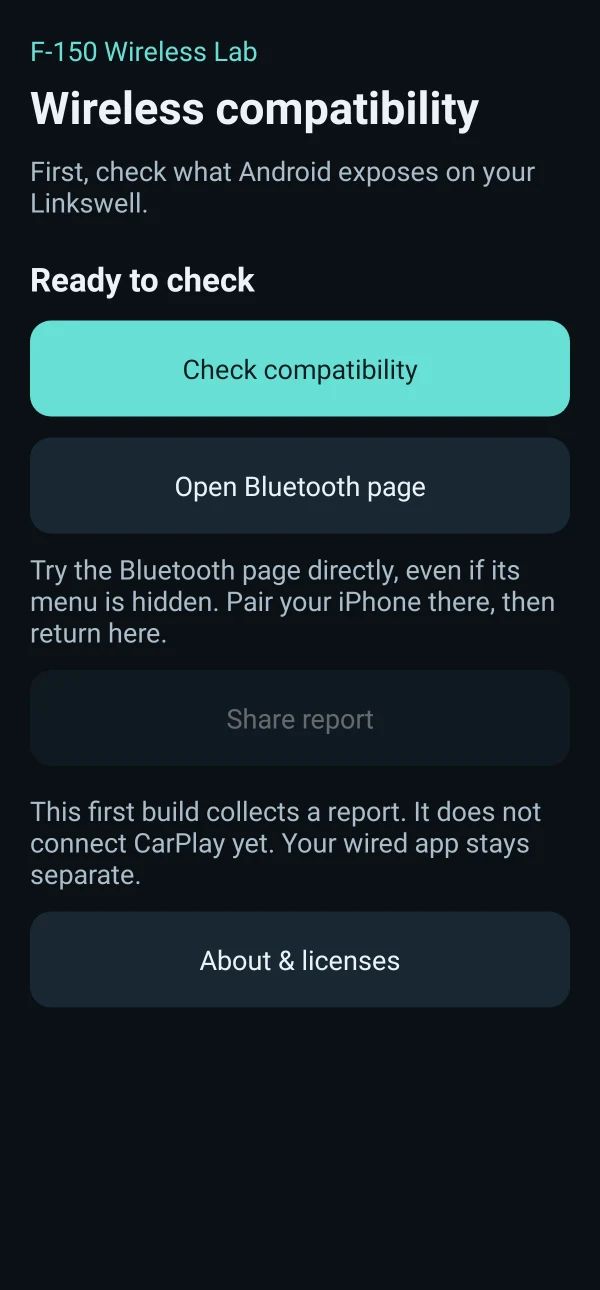 F-150 Wireless Lab
Wireless compatibility
First, check what Android exposes on your
Linkswell.
Ready to check
Check compatibility
Open Bluetooth page
Try the Bluetooth page directly, even if its
menu is hidden. Pair your iPhone there, then
return here.
Share report
This first build collects a report. It does not
connect CarPlay yet. Your wired app stays
separate.
About & licenses